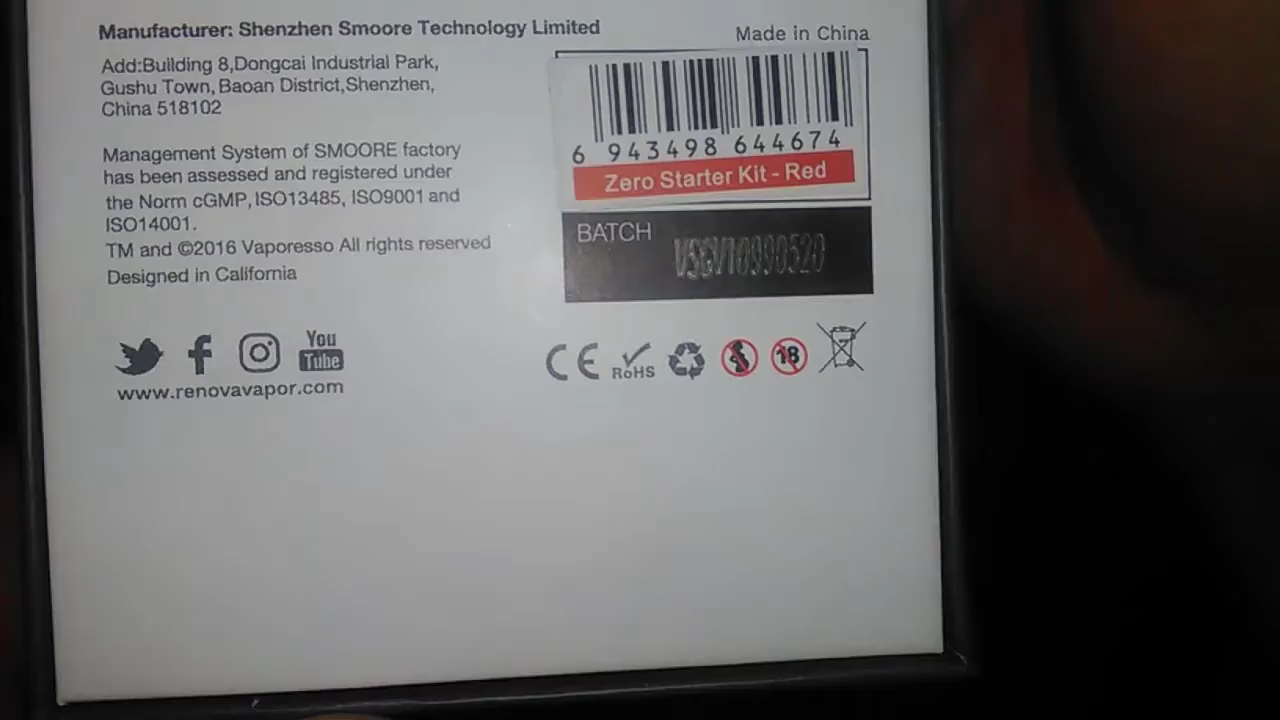 Manufacturer: Shenzhen Smoore Technology Limited
Made in China
Add:Building 8,Dongcai Industrial Park,
Gushu Town, Baoan District,Shenzhen,
China 518102
Management System of SMOORE factory
has been assessed and registered under
the Norm cGMP, ISO13485, ISO9001 and
ISO14001.
TM and ©2016 Vaporesso All rights reserved
Designed in California
6 943498 644674
Zero Starter Kit - Red
BATCH
You
Tube
www.renovavapor.com
CE
RoHS
18